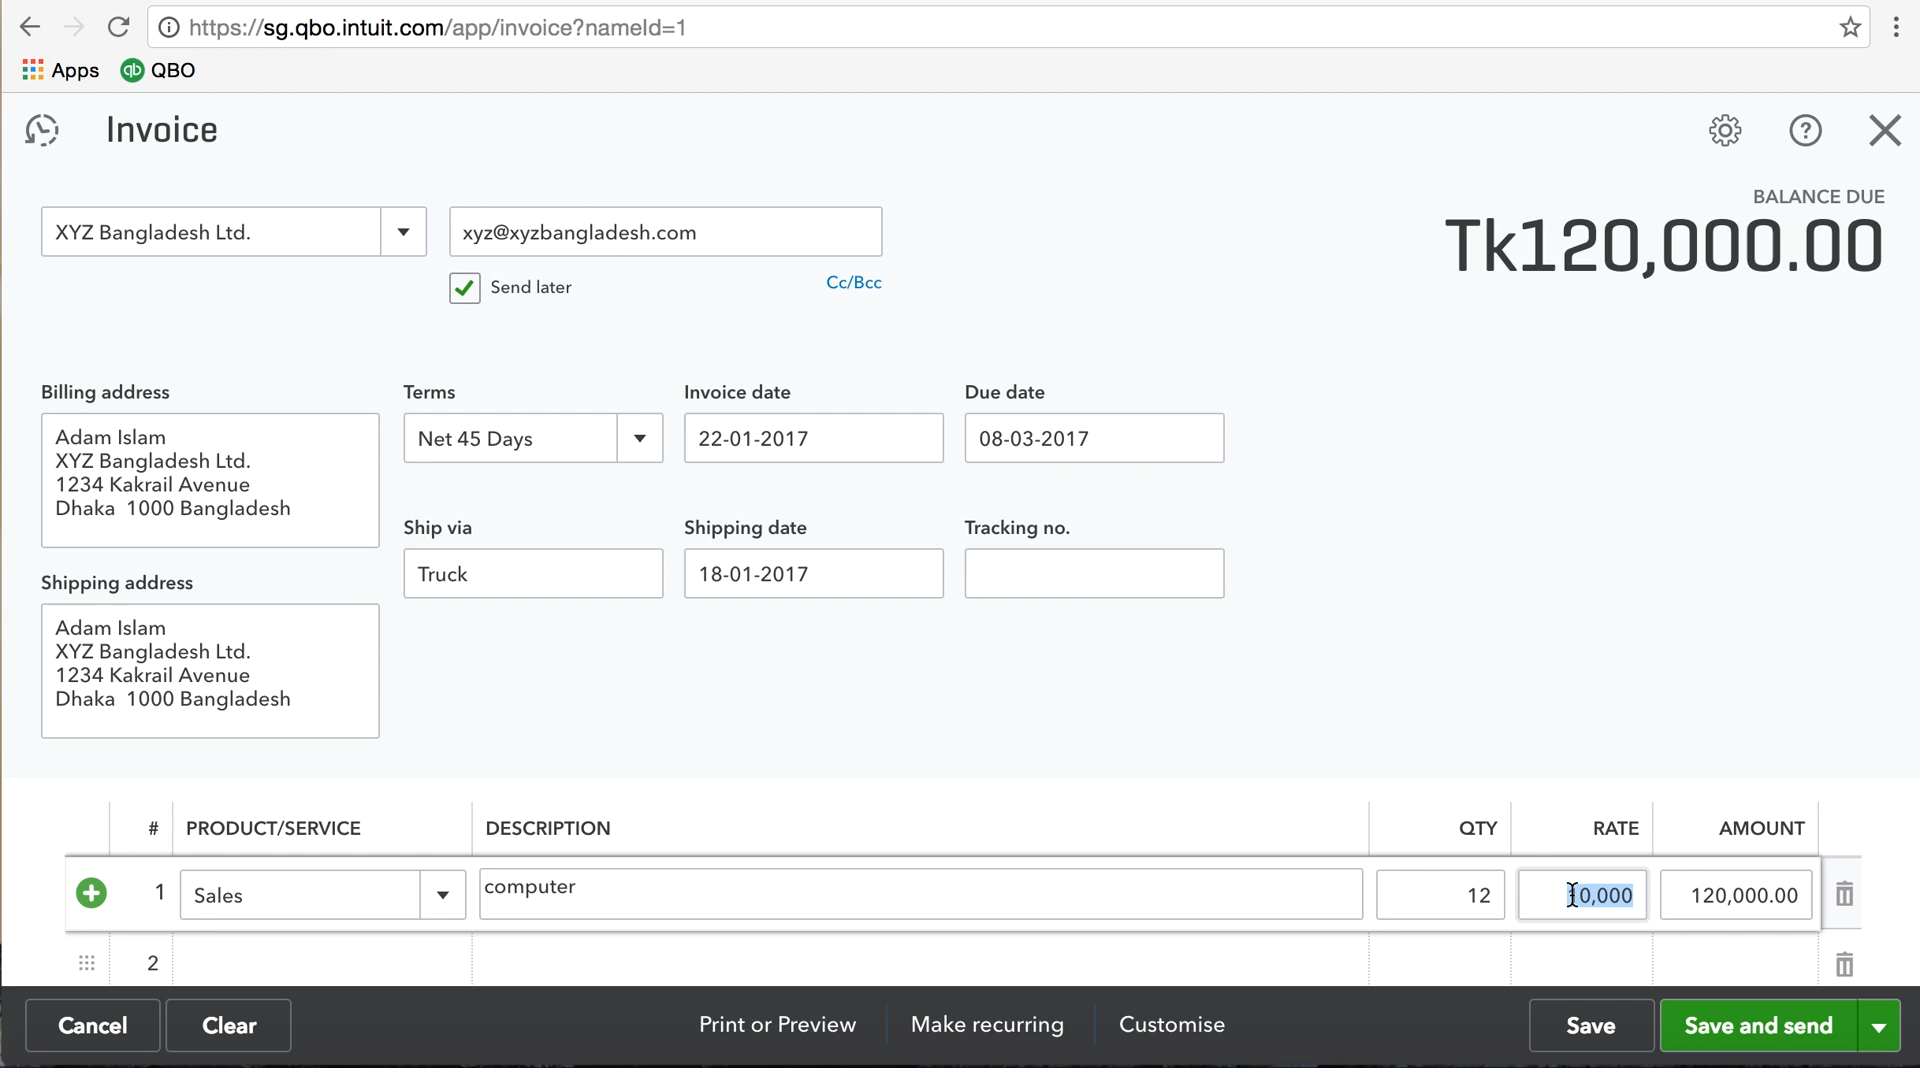 https://sg.qbo.intuit.com/app/invoice?nameId=1
Apps qb QBO
Invoice
BALANCE DUE
Tk120,000.00
XYZ Bangladesh Ltd.
xyz@xyzbangladesh.com
Send later
Cc/Bcc
Billing address
Adam Islam
XYZ Bangladesh Ltd.
1234 Kakrail Avenue
Dhaka 1000 Bangladesh
Terms
Net 45 Days
Invoice date
22-01-2017
Due date
08-03-2017
Ship via
Truck
Shipping date
18-01-2017
Tracking no.
Shipping address
Adam Islam
XYZ Bangladesh Ltd.
1234 Kakrail Avenue
Dhaka 1000 Bangladesh
# PRODUCT/SERVICE DESCRIPTION QTY RATE AMOUNT
1 Sales computer 12 10,000 120,000.00
2
Cancel Clear Print or Preview Make recurring Customise Save Save and send